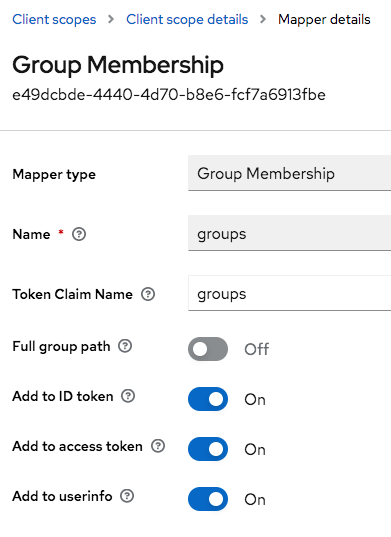 Client scopes > Client scope details > Mapper details
Group Membership
e49dcbde-4440-4d70-b8e6-fcf7a6913fbe
Mapper type Group Membership
Name * groups
Token Claim Name groups
Full group path Off
Add to ID token On
Add to access token On
Add to userinfo On